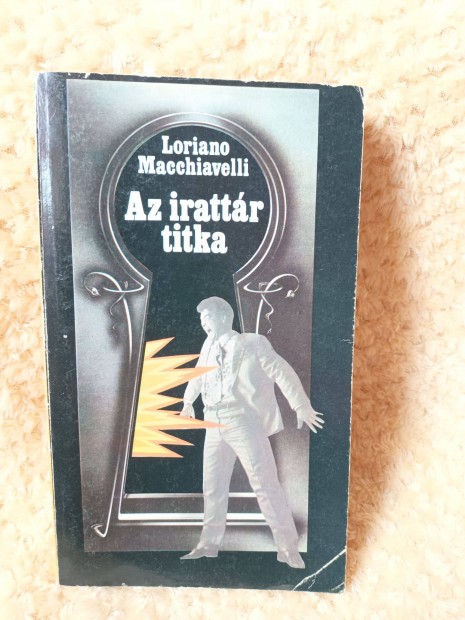 Loriano
Macchiavelli
Az irattár
titka